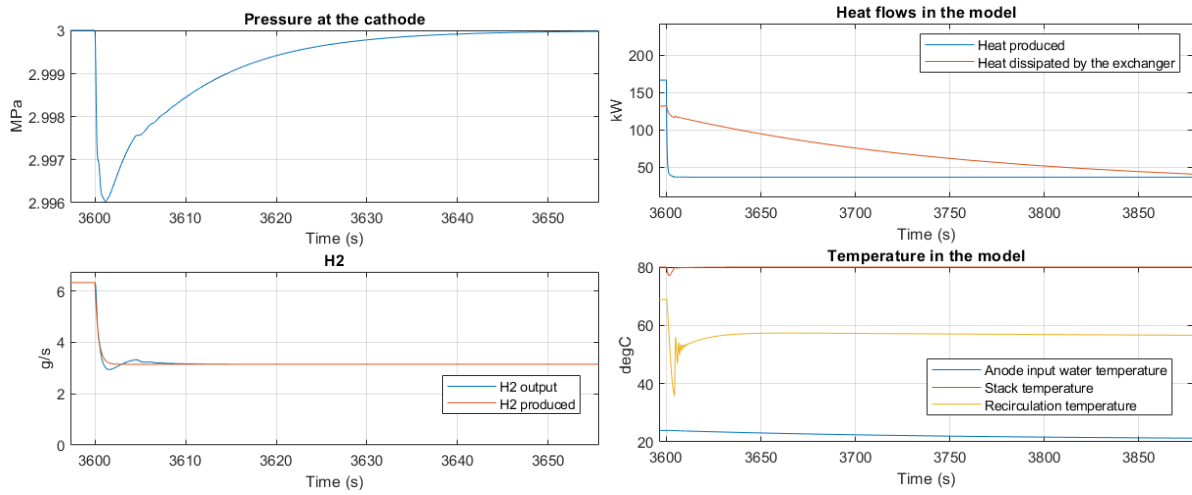 Pressure at the cathode
3
2.999
2.998
2.997
2.996
MPa
3600 3610 3620 3630 3640 3650
Time (s)
H2
6
4
2
0
g/s
H2 output
H2 produced
3600 3610 3620 3630 3640 3650
Time (s)
Heat flows in the model
200
150
100
50
kW
Heat produced
Heat dissipated by the exchanger
3600 3650 3700 3750 3800 3850
Time (s)
Temperature in the model
80
60
40
20
degC
Anode input water temperature
Stack temperature
Recirculation temperature
3600 3650 3700 3750 3800 3850
Time (s)